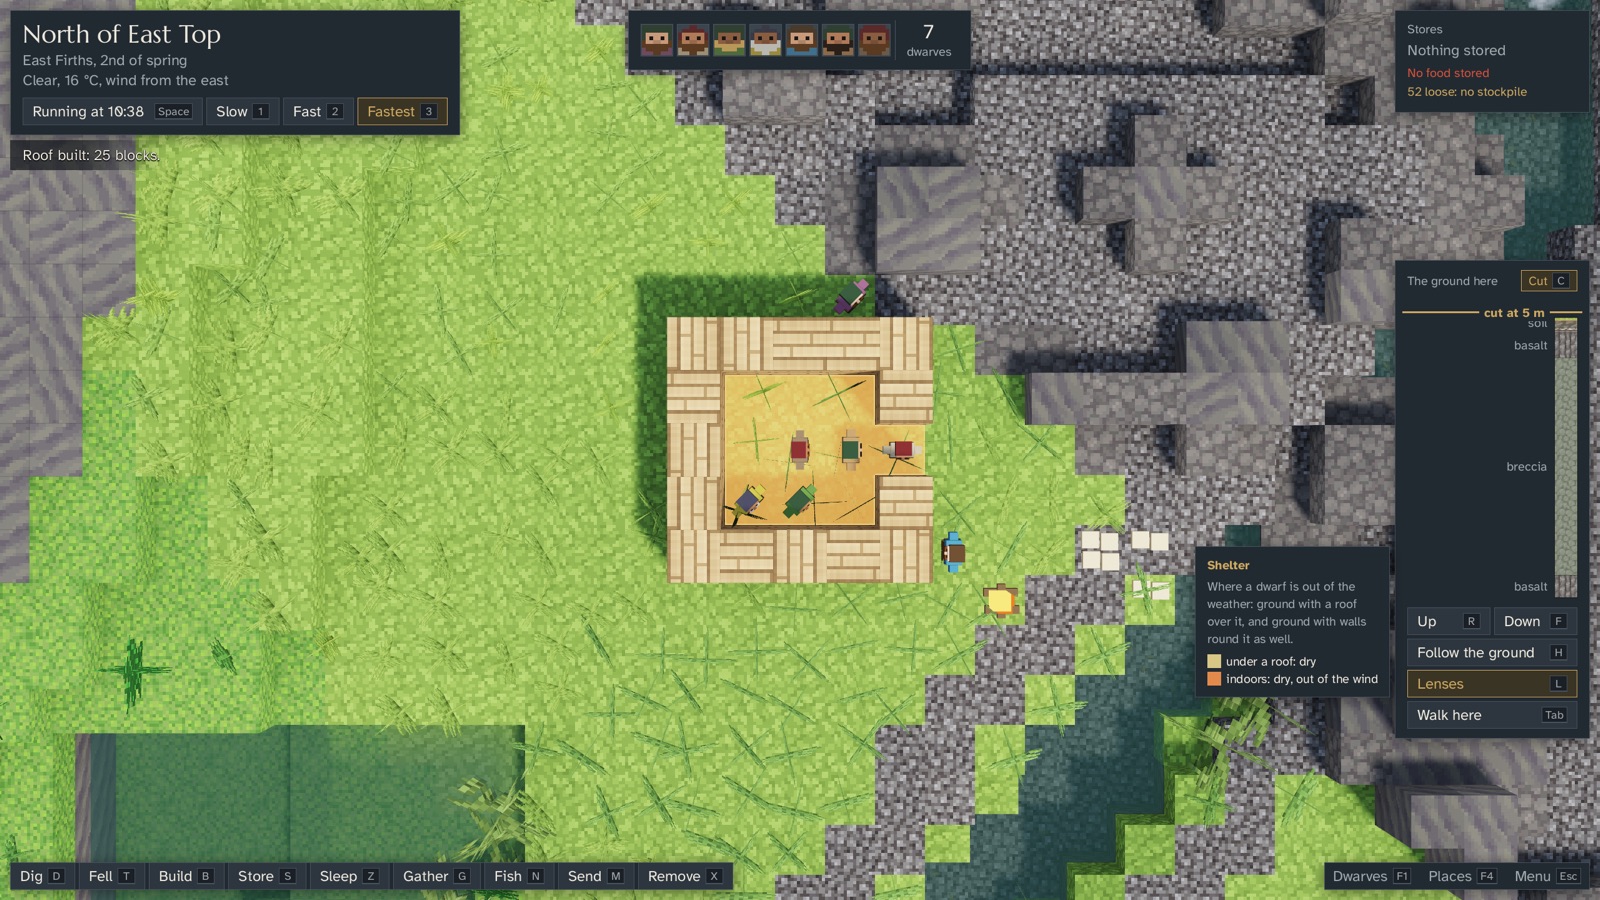 North of East Top
East Firths, 2nd of spring
Clear, 16 °C, wind from the east
Running at 10:38 Space
Slow 1
Fast 2
Fastest 3
Roof built: 25 blocks.
7
dwarves
Stores
Nothing stored
No food stored
52 loose: no stockpile
The ground here
Cut C
cut at 5 m
soil
basalt
breccia
basalt
Up R
Down F
Follow the ground H
Lenses L
Walk here Tab
Shelter
Where a dwarf is out of the
weather: ground with a roof
over it, and ground with walls
round it as well.
under a roof: dry
indoors: dry, out of the wind
Dig D
Fell T
Build B
Store S
Sleep Z
Gather G
Fish N
Send M
Remove X
Dwarves F1
Places F4
Menu Esc